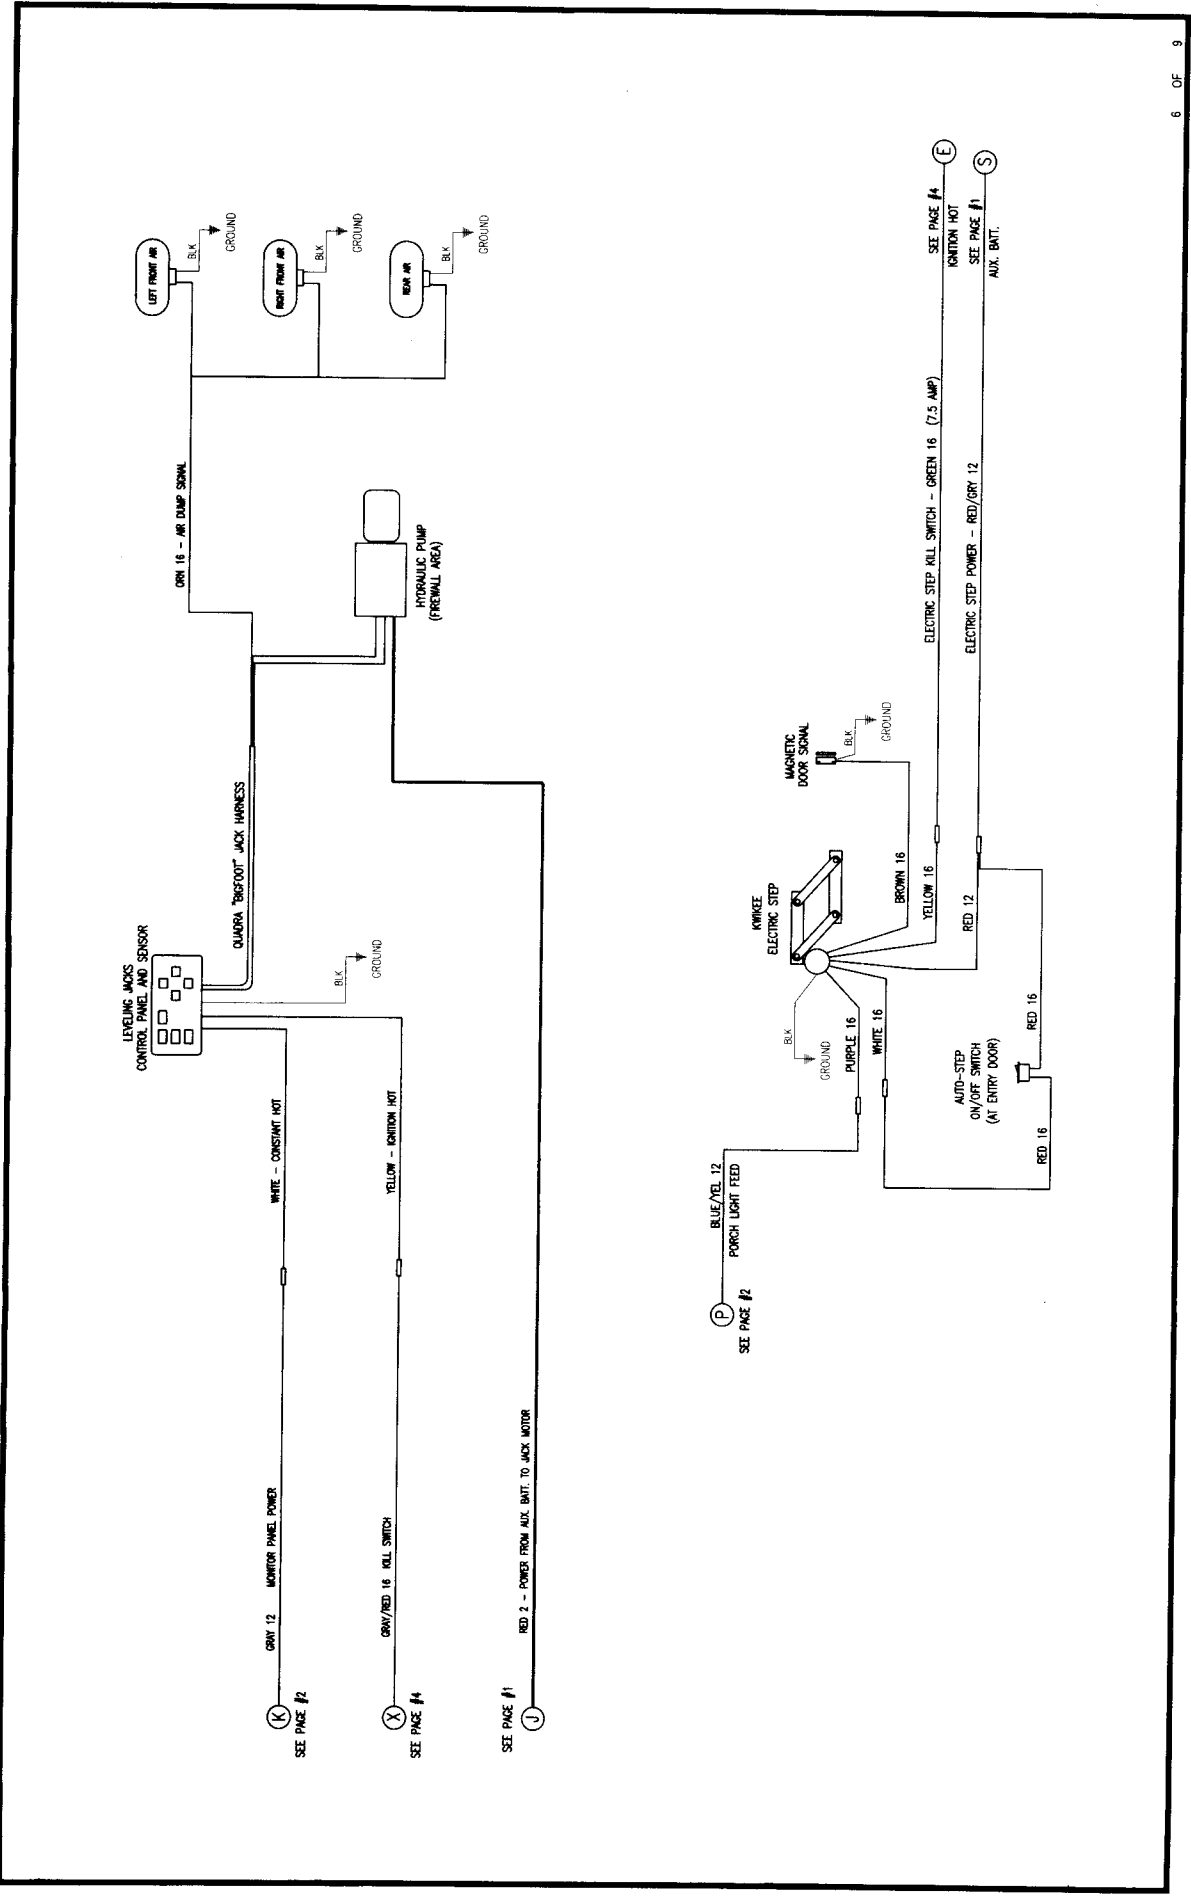 LEVELING JACKS
CONTROL PANEL AND SENSOR
QUADRA "BIGFOOT" JACK HARNESS
ORN 16 - AIR DUMP SIGNAL
LEFT FRONT AIR
BLK
GROUND
RIGHT FRONT AIR
BLK
GROUND
REAR AIR
BLK
GROUND
BLK
GROUND
HYDRAULIC PUMP
(FIREWALL AREA)
GRAY 12 MONITOR PANEL POWER
WHITE - CONSTANT HOT
K
SEE PAGE #2
GRAY/RED 16 KILL SWITCH
YELLOW - IGNITION HOT
X
SEE PAGE #4
SEE PAGE #1
J
RED 2 - POWER FROM AUX. BATT. TO JACK MOTOR
P
SEE PAGE #2
BLUE/YEL 12
PORCH LIGHT FEED
KWIKEE
ELECTRIC STEP
MAGNETIC
DOOR SIGNAL
BLK
GROUND
BLK
GROUND
PURPLE 16
WHITE 16
BROWN 16
YELLOW 16
RED 12
AUTO-STEP
ON/OFF SWITCH
(AT ENTRY DOOR)
RED 16
RED 16
ELECTRIC STEP KILL SWITCH - GREEN 16 (7.5 AMP)
ELECTRIC STEP POWER - RED/GRY 12
SEE PAGE #4
IGNITION HOT
E
SEE PAGE #1
AUX. BATT.
S
6 OF 9